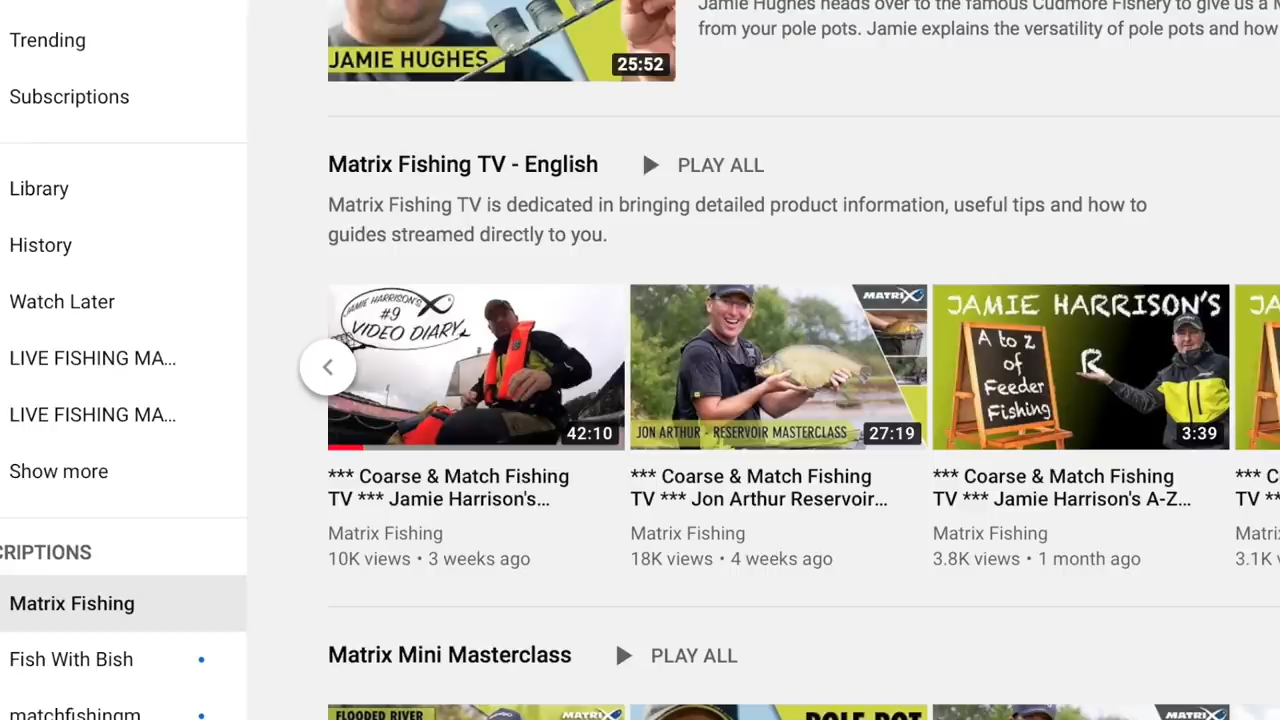 Jamie Hughes heads over to the famous Cudmore Fishery to give us a
from your pole pots. Jamie explains the versatility of pole pots and how
JAMIE HUGHES
25:52
Trending
Subscriptions
Library
History
Watch Later
LIVE FISHING MA...
LIVE FISHING MA...
Show more
CRIPTIONS
Matrix Fishing
Fish With Bish
matchfishingm
Matrix Fishing TV - English
PLAY ALL
Matrix Fishing TV is dedicated in bringing detailed product information, useful tips and how to
guides streamed directly to you.
JAMIE HARRISON'S
#9
VIDEO DIARY
42:10
*** Coarse & Match Fishing
TV *** Jamie Harrison's...
Matrix Fishing
10K views • 3 weeks ago
MATRIX
JON ARTHUR - RESERVOIR MASTERCLASS
27:19
*** Coarse & Match Fishing
TV *** Jon Arthur Reservoir...
Matrix Fishing
18K views • 4 weeks ago
JAMIE HARRISON'S
A to Z
of
Feeder
Fishing
R
3:39
*** Coarse & Match Fishing
TV *** Jamie Harrison's A-Z...
Matrix Fishing
3.8K views • 1 month ago
JA
*** C
TV **
Matri
3.1K v
Matrix Mini Masterclass
PLAY ALL
FLOODED RIVER
MATRIX
POLE POT
MATRIX